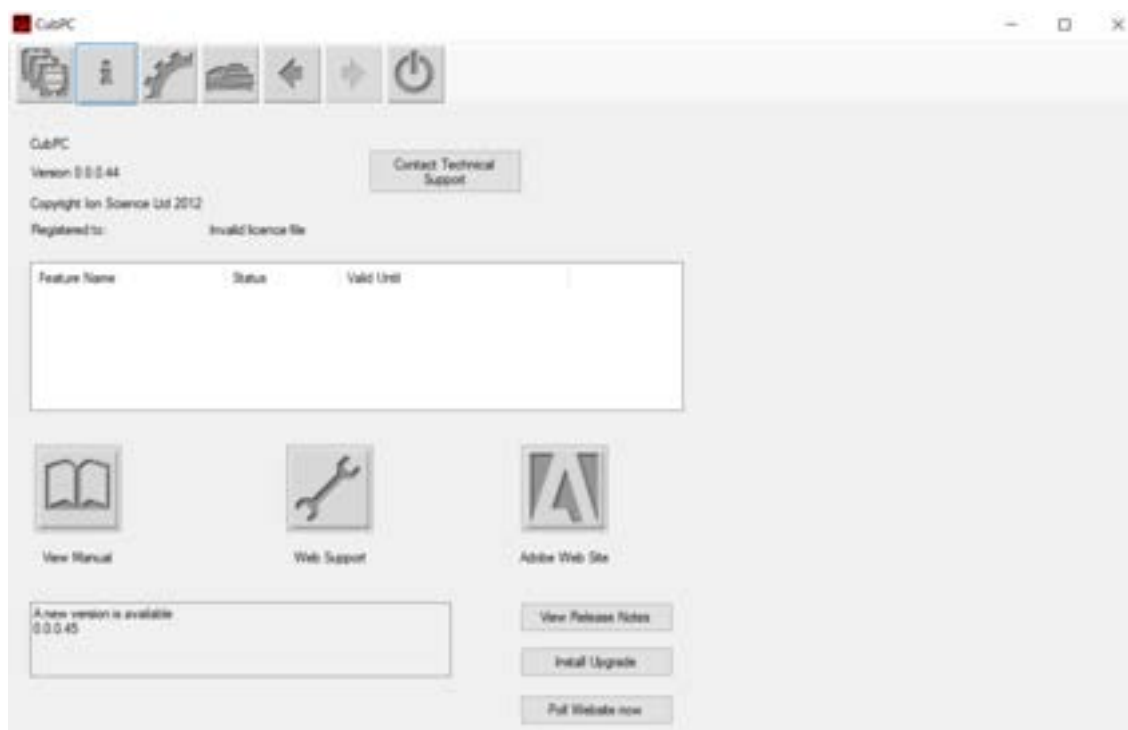 CubPC
CubPC
Version 0.0.0.44
Contact Technical
Support
Copyright Ion Science Ltd 2012
Registered to:
Invalid licence file
Feature Name
Status
Valid Until
View Manual
Web Support
Adobe Web Site
A new version is available
0.0.0.45
View Release Notes
Install Upgrade
Poll Website now